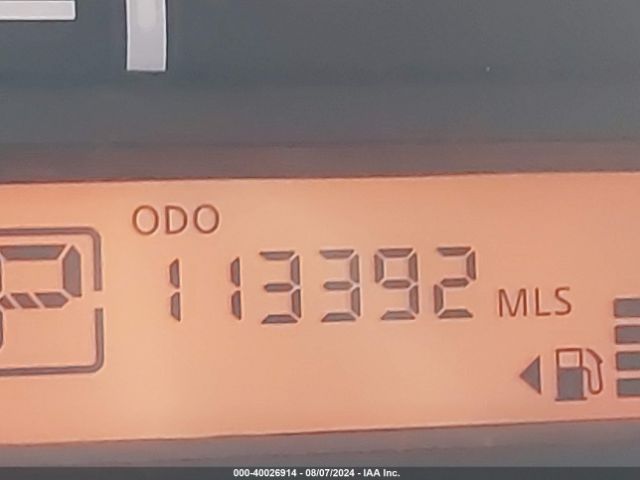 ODO
P 113392 MLS
000-40026914 - 08/07/2024 - IAA Inc.